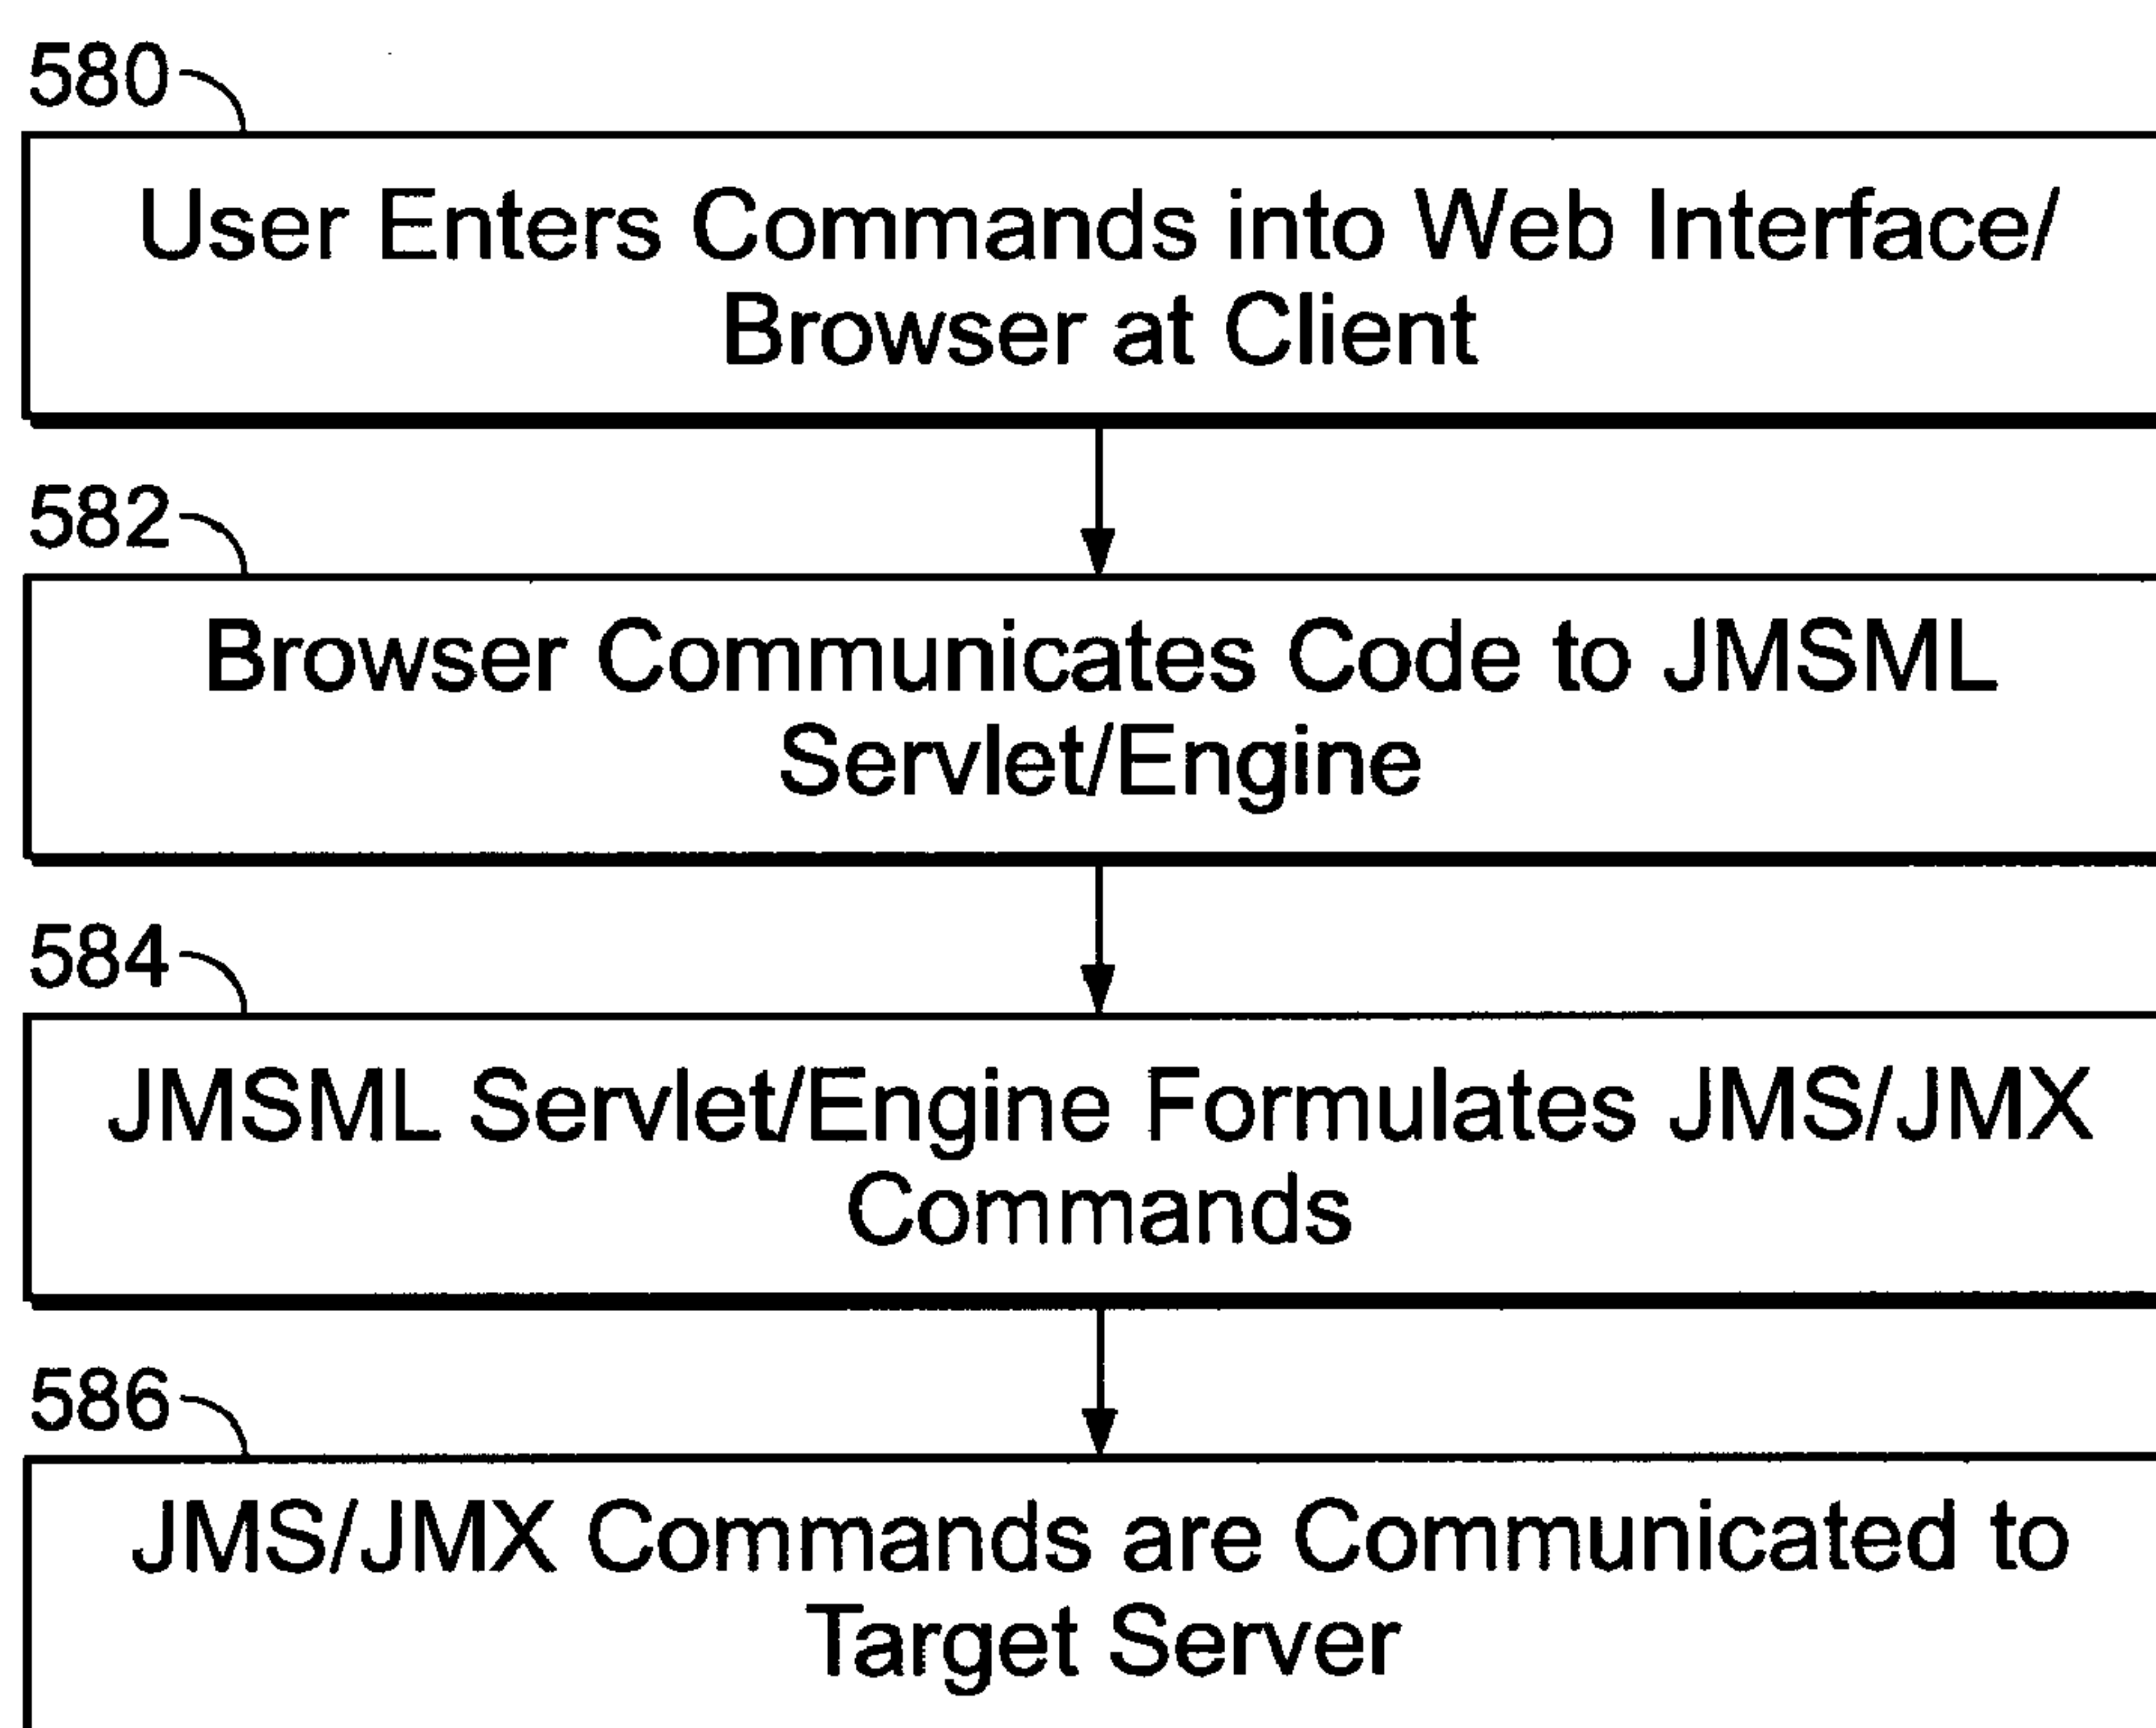 580
User Enters Commands into Web Interface/
Browser at Client
582
Browser Communicates Code to JMSML
Servlet/Engine
584
JMSML Servlet/Engine Formulates JMS/JMX
Commands
586
JMS/JMX Commands are Communicated to
Target Server